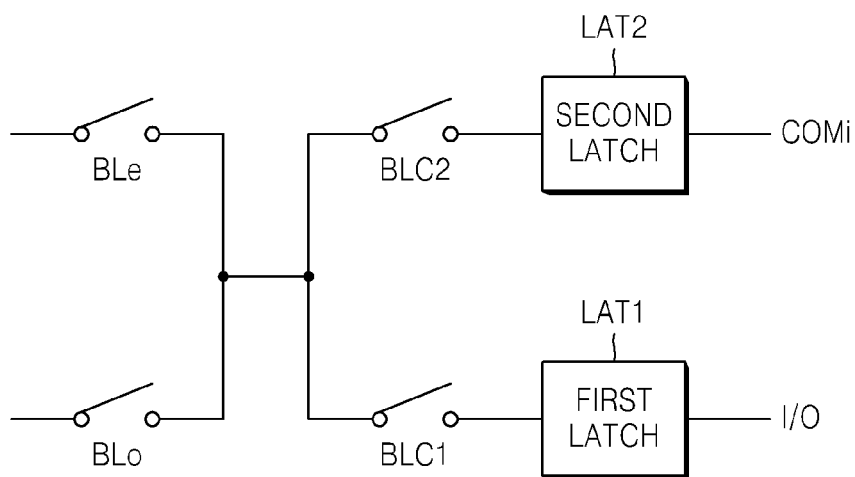 LAT2
SECOND
LATCH
COMi
BLe
BLC2
LAT1
FIRST
LATCH
I/O
BLo
BLC1